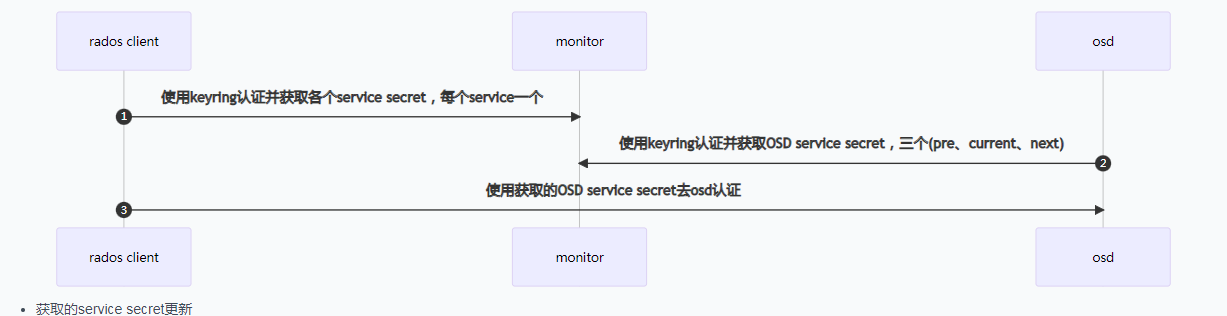 rados client monitor osd
使用keyring认证并获取各个service secret，每个service一个
1
使用keyring认证并获取OSD service secret，三个(pre、current、next)
2
使用获取的OSD service secret去osd认证
3
rados client monitor osd
获取的service secret更新